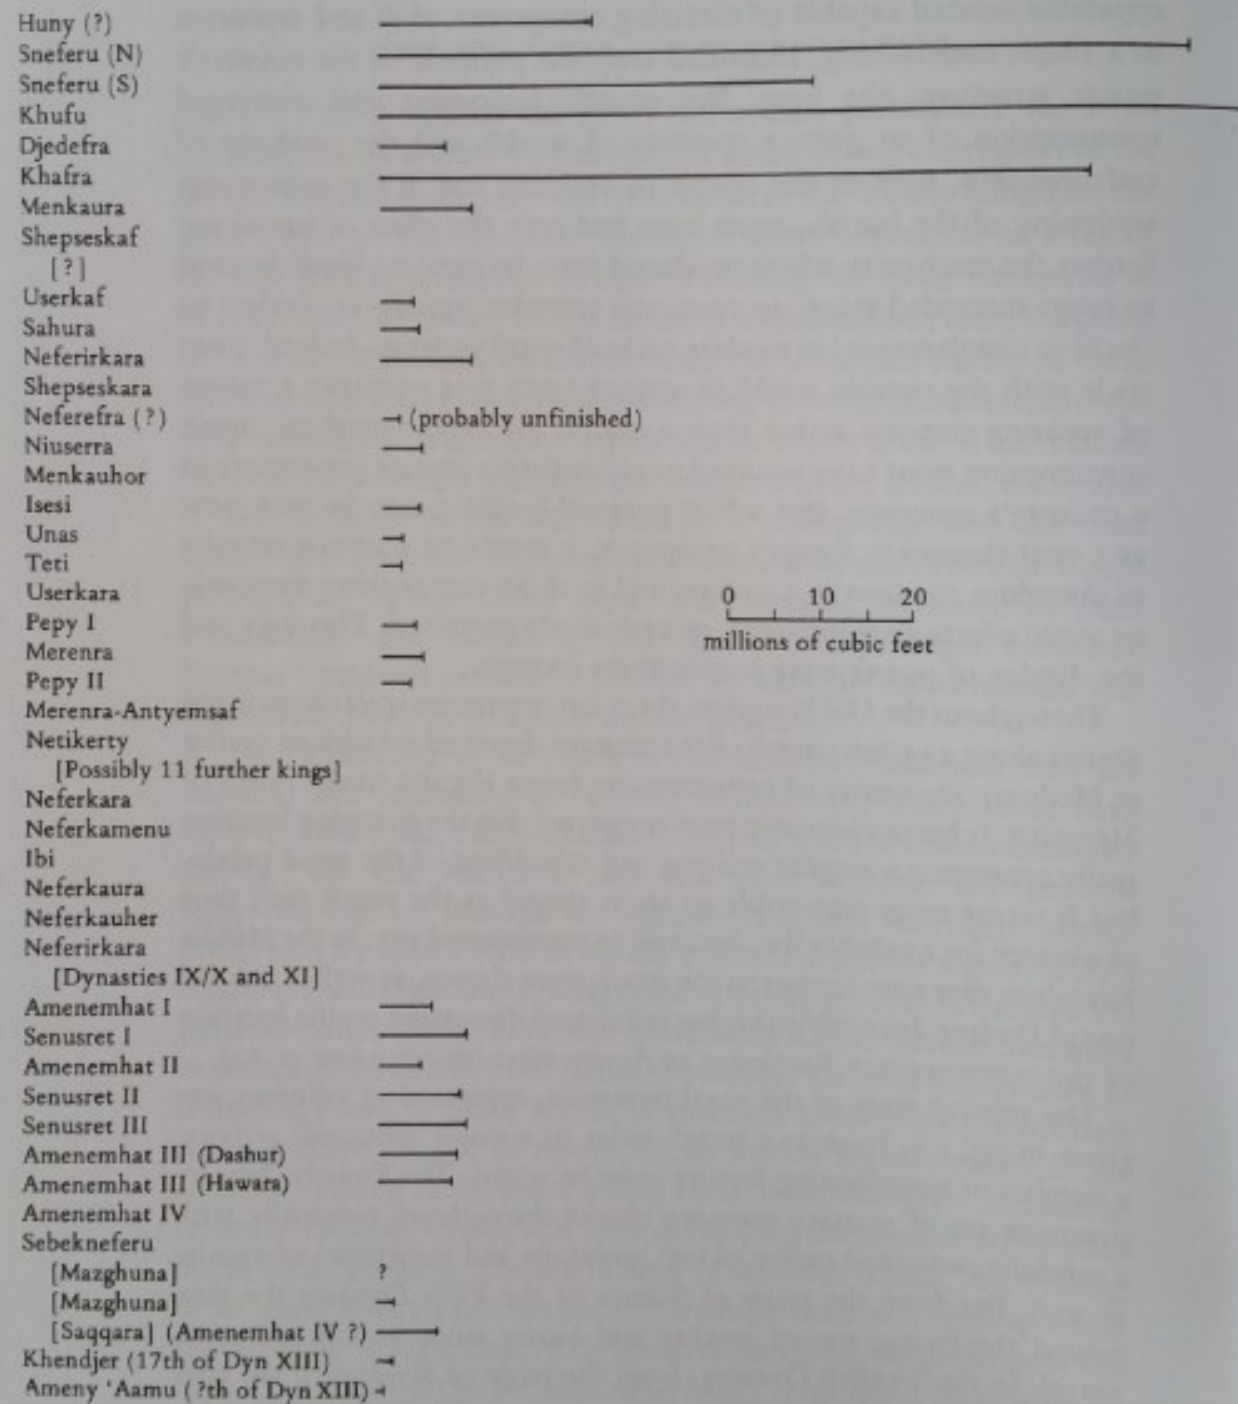 Huny (?)
Sneferu (N)
Sneferu (S)
Khufu
Djedefra
Khafra
Menkaura
Shepseskaf
[?]
Userkaf
Sahura
Neferirkara
Shepseskara
Neferefra (?) (probably unfinished)
Niuserra
Menkauhor
Isesi
Unas
Teti
Userkara
0 10 20
Pepy I
Merenra
millions of cubic feet
Pepy II
Merenra-Antyemsaf
Netikerty
[Possibly 11 further kings]
Neferkara
Neferkamenu
Ibi
Neferkaura
Neferkauher
Neferirkara
[Dynasties IX/X and XI]
Amenemhat I
Senusret I
Amenemhat II
Senusret II
Senusret III
Amenemhat III (Dashur)
Amenemhat III (Hawara)
Amenemhat IV
Sebekneferu
[Mazghuna] ?
[Mazghuna]
[Saqqara] (Amenemhat IV ?)
Khendjer (17th of Dyn XIII)
Ameny 'Aamu (?th of Dyn XIII)